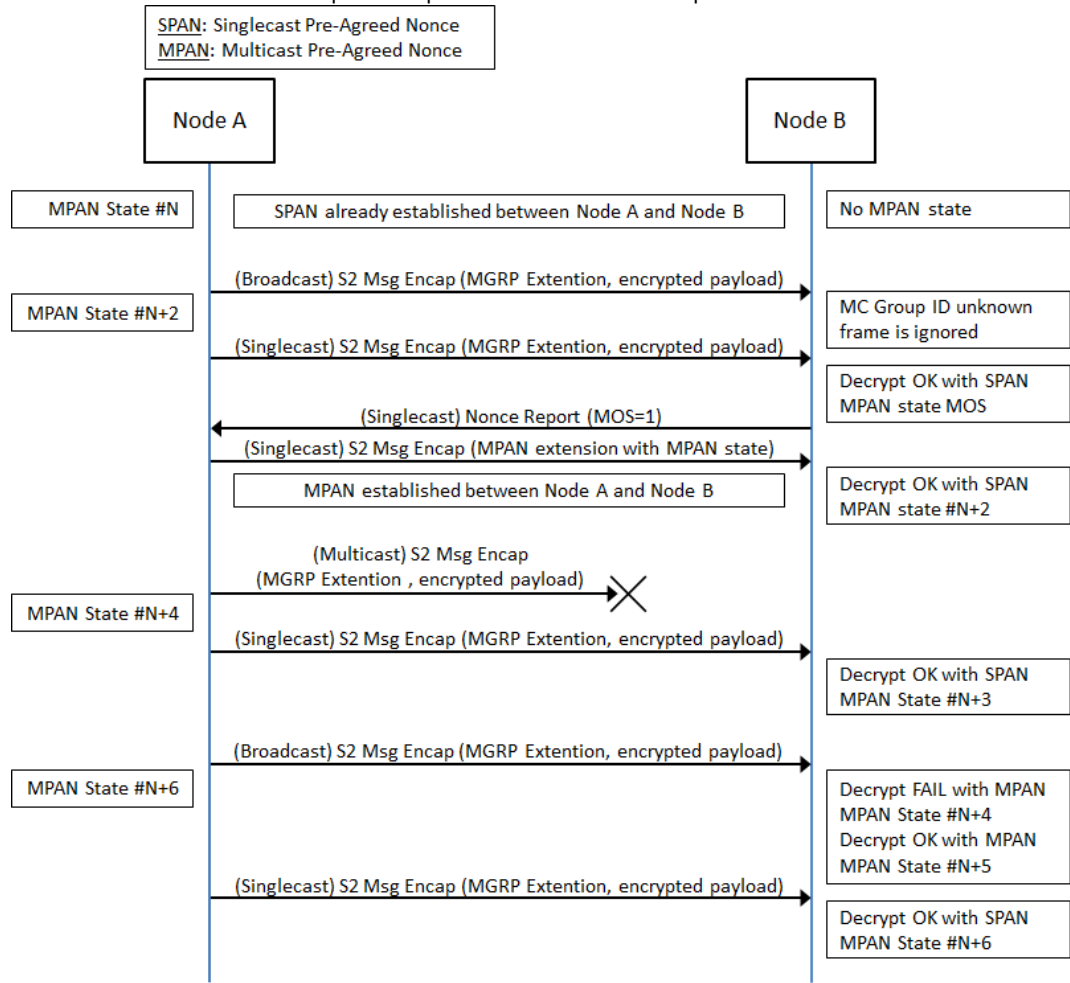 SPAN: Singlecast Pre-Agreed Nonce
MPAN: Multicast Pre-Agreed Nonce
Node A
Node B
MPAN State #N
SPAN already established between Node A and Node B
No MPAN state
(Broadcast) S2 Msg Encap (MGRP Extention, encrypted payload)
MPAN State #N+2
MC Group ID unknown
frame is ignored
(Singlecast) S2 Msg Encap (MGRP Extention, encrypted payload)
Decrypt OK with SPAN
MPAN state MOS
(Singlecast) Nonce Report (MOS=1)
(Singlecast) S2 Msg Encap (MPAN extension with MPAN state)
MPAN established between Node A and Node B
Decrypt OK with SPAN
MPAN state #N+2
(Multicast) S2 Msg Encap
(MGRP Extention , encrypted payload)
MPAN State #N+4
(Singlecast) S2 Msg Encap (MGRP Extention, encrypted payload)
Decrypt OK with SPAN
MPAN State #N+3
(Broadcast) S2 Msg Encap (MGRP Extention, encrypted payload)
MPAN State #N+6
Decrypt FAIL with MPAN
MPAN State #N+4
Decrypt OK with MPAN
MPAN State #N+5
(Singlecast) S2 Msg Encap (MGRP Extention, encrypted payload)
Decrypt OK with SPAN
MPAN State #N+6